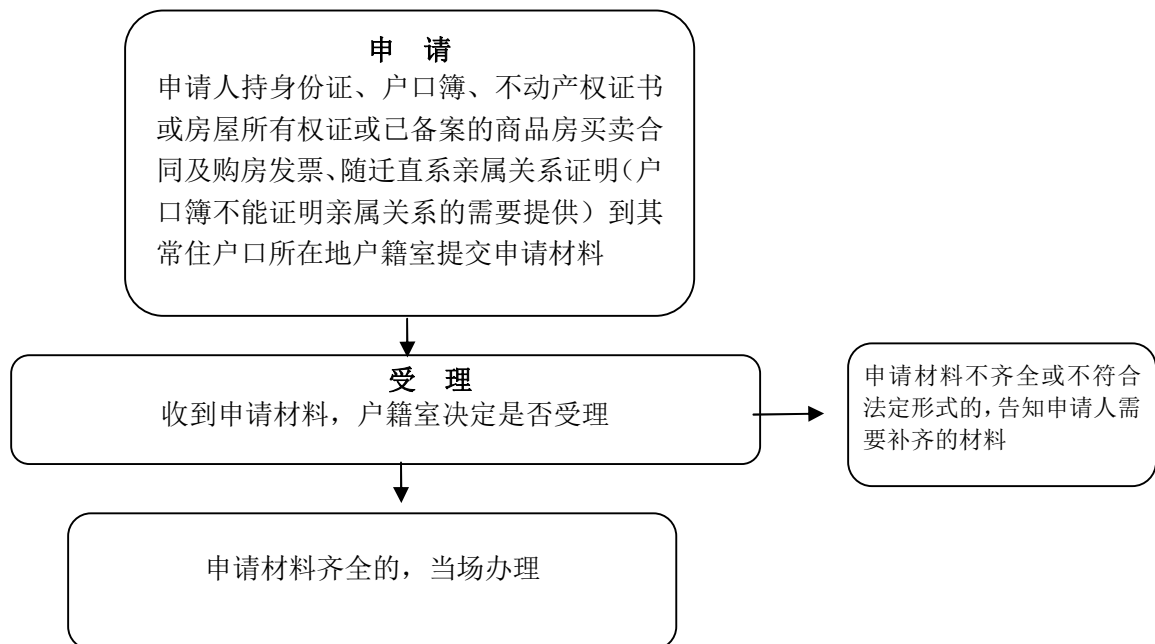 申 请
申请人持身份证、户口簿、不动产权证书
或房屋所有权证或已备案的商品房买卖合
同及购房发票、随迁直系亲属关系证明（户
口簿不能证明亲属关系的需要提供）到其
常住户口所在地户籍室提交申请材料
受 理
收到申请材料，户籍室决定是否受理
申请材料不齐全或不符合
法定形式的，告知申请人需
要补齐的材料
申请材料齐全的，当场办理